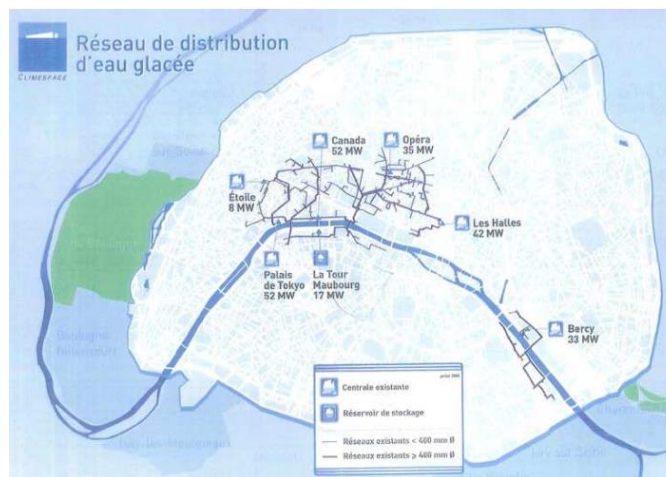 Réseau de distribution
d'eau glacée
CLIMESPACE
Canada
52 MW
Opéra
35 MW
Étoile
8 MW
Les Halles
42 MW
Palais
de Tokyo
52 MW
La Tour
Maubourg
17 MW
Bercy
33 MW
Centrale existante
Réservoir de stockage
Réseaux existants < 400 mm Ø
Réseaux existants ≥ 400 mm Ø